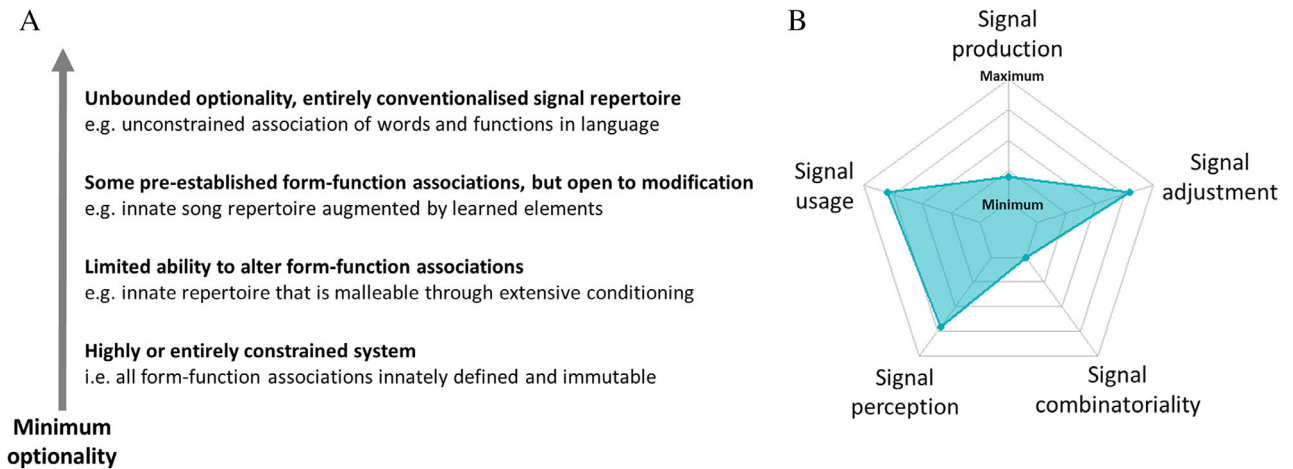 A
Unbounded optionality, entirely conventionalised signal repertoire
e.g. unconstrained association of words and functions in language
Some pre-established form-function associations, but open to modification
e.g. innate song repertoire augmented by learned elements
Limited ability to alter form-function associations
e.g. innate repertoire that is malleable through extensive conditioning
Highly or entirely constrained system
i.e. all form-function associations innately defined and immutable
Minimum
optionality
B
Signal
production
Maximum
Signal
usage
Signal
adjustment
Minimum
Signal
perception
Signal
combinatoriality